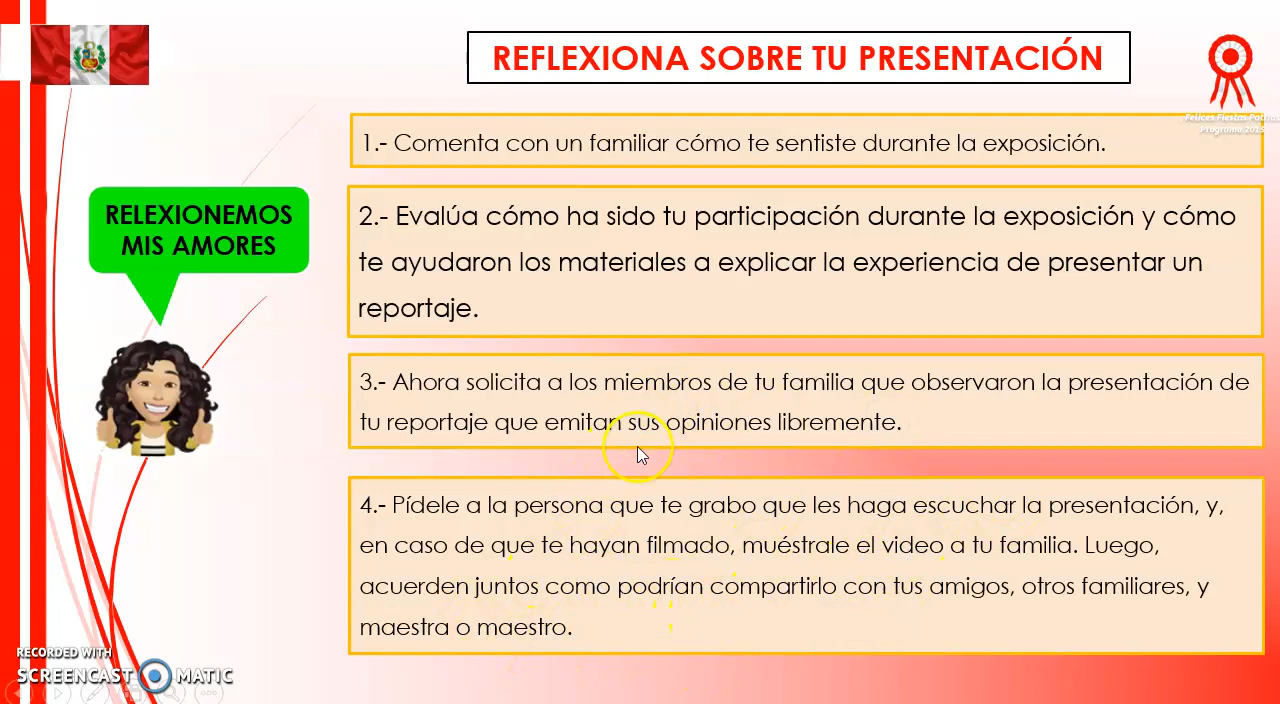 REFLEXIONA SOBRE TU PRESENTACIÓN
Felices Fiestas Patrias
Programa 2015
1.- Comenta con un familiar cómo te sentiste durante la exposición.
RELEXIONEMOS
MIS AMORES
2.- Evalúa cómo ha sido tu participación durante la exposición y cómo
te ayudaron los materiales a explicar la experiencia de presentar un
reportaje.
3.- Ahora solicita a los miembros de tu familia que observaron la presentación de
tu reportaje que emitan sus opiniones libremente.
4.- Pídele a la persona que te grabo que les haga escuchar la presentación, y,
en caso de que te hayan filmado, muéstrale el video a tu familia. Luego,
acuerden juntos como podrían compartirlo con tus amigos, otros familiares, y
maestra o maestro.
RECORDED WITH
SCREENCAST MATIC